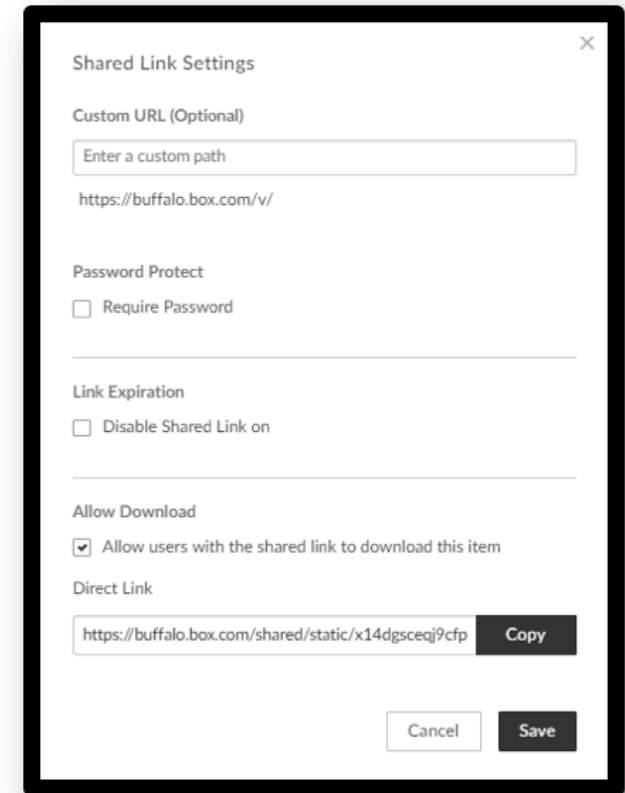 Shared Link Settings
Custom URL (Optional)
Enter a custom path
https://buffalo.box.com/v/
Password Protect
Require Password
Link Expiration
Disable Shared Link on
Allow Download
Allow users with the shared link to download this item
Direct Link
https://buffalo.box.com/shared/static/x14dgsceqj9cfp Copy
Cancel Save